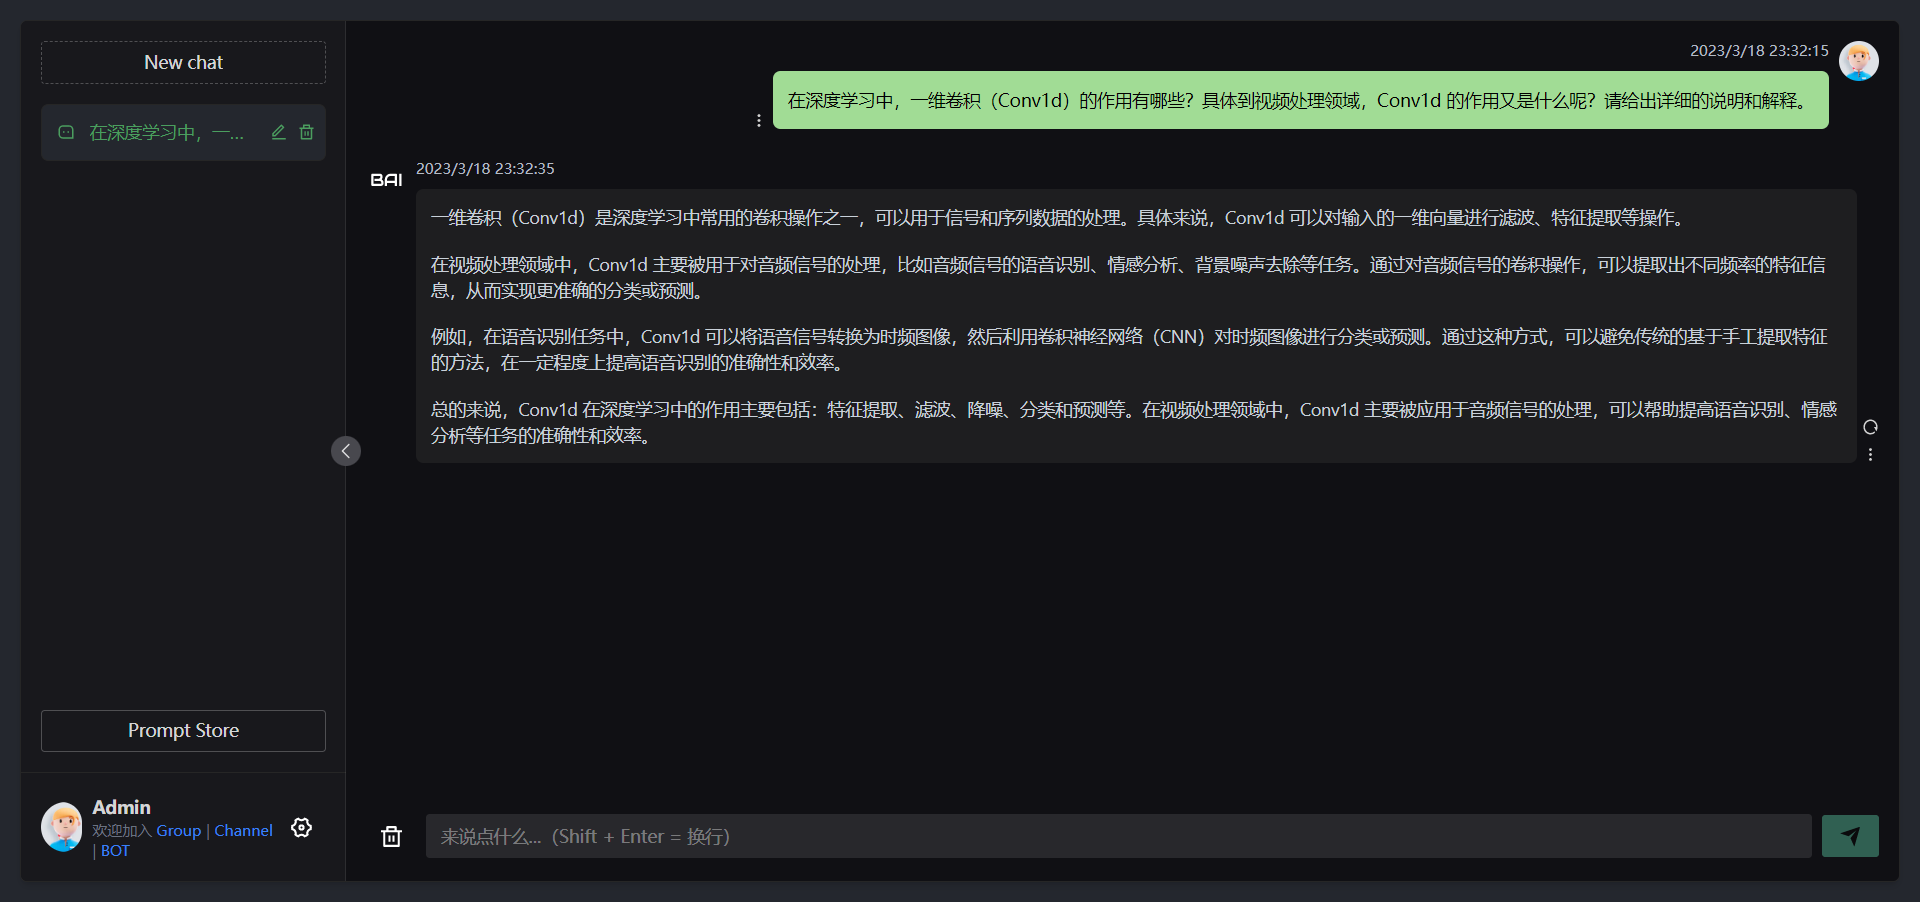 New chat
在深度学习中，一...
Prompt Store
Admin
欢迎加入 Group | Channel
| BOT
2023/3/18 23:32:15
在深度学习中，一维卷积（Conv1d）的作用有哪些？具体到视频处理领域，Conv1d 的作用又是什么呢？请给出详细的说明和解释。
BAI
2023/3/18 23:32:35
一维卷积（Conv1d）是深度学习中常用的卷积操作之一，可以用于信号和序列数据的处理。具体来说，Conv1d 可以对输入的一维向量进行滤波、特征提取等操作。
在视频处理领域中，Conv1d 主要被用于对音频信号的处理，比如音频信号的语音识别、情感分析、背景噪声去除等任务。通过对音频信号的卷积操作，可以提取出不同频率的特征信
息，从而实现更准确的分类或预测。
例如，在语音识别任务中，Conv1d 可以将语音信号转换为时频图像，然后利用卷积神经网络（CNN）对时频图像进行分类或预测。通过这种方式，可以避免传统的基于手工提取特征
的方法，在一定程度上提高语音识别的准确性和效率。
总的来说，Conv1d 在深度学习中的作用主要包括：特征提取、滤波、降噪、分类和预测等。在视频处理领域中，Conv1d 主要被应用于音频信号的处理，可以帮助提高语音识别、情感
分析等任务的准确性和效率。
来说点什么...（Shift + Enter = 换行）